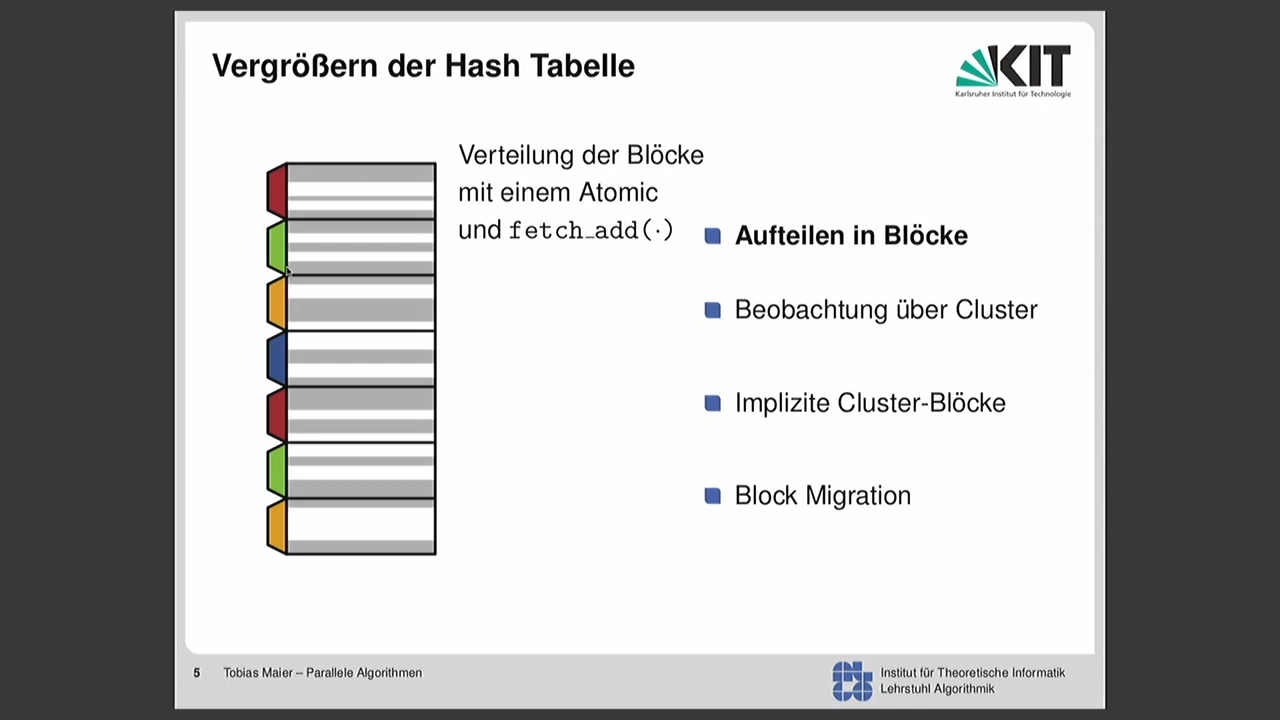 Vergrößern der Hash Tabelle
KIT
Karlsruher Institut für Technologie
Verteilung der Blöcke
mit einem Atomic
und fetch_add(·)
Aufteilen in Blöcke
Beobachtung über Cluster
Implizite Cluster-Blöcke
Block Migration
5 Tobias Maier – Parallele Algorithmen
Institut für Theoretische Informatik
Lehrstuhl Algorithmik